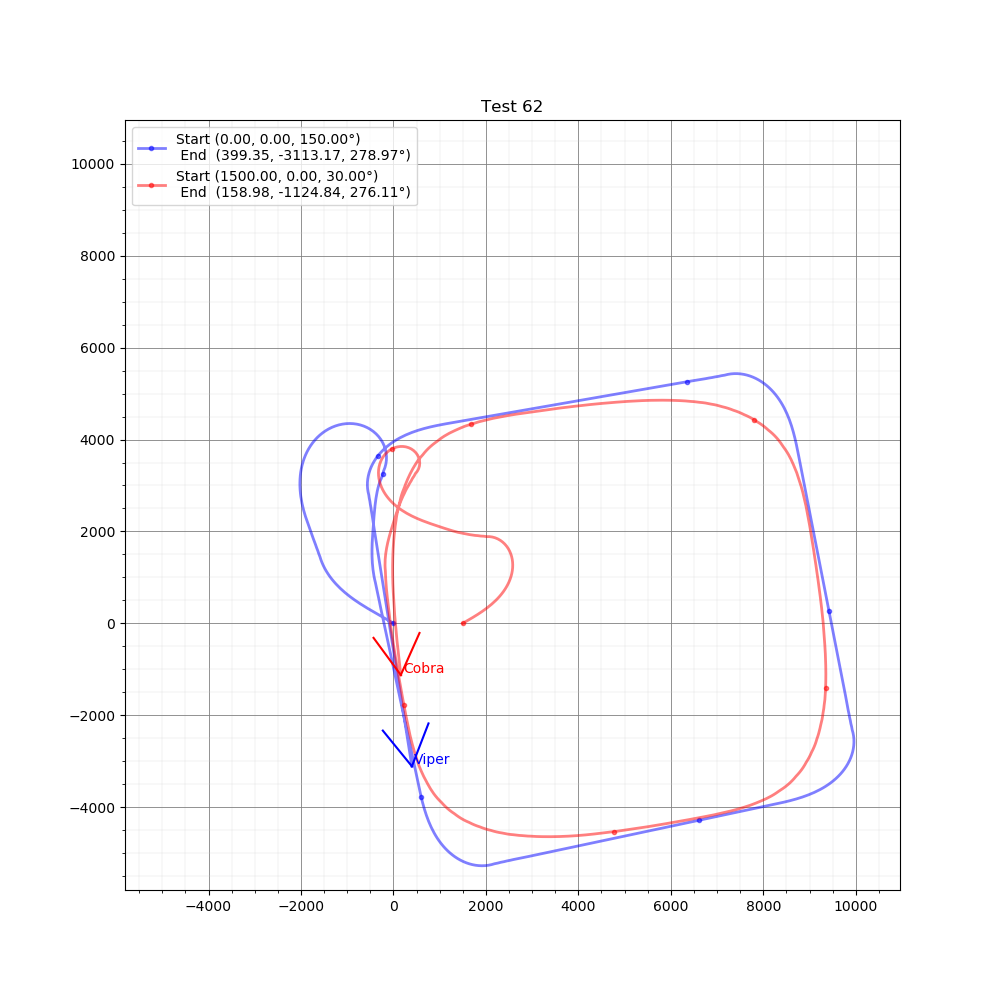 Test 62
Start (0.00, 0.00, 150.00°)
End (399.35, -3113.17, 278.97°)
Start (1500.00, 0.00, 30.00°)
End (158.98, -1124.84, 276.11°)
10000
8000
6000
4000
2000
0
−2000
−4000
Cobra
Viper
−4000 −2000 0 2000 4000 6000 8000 10000